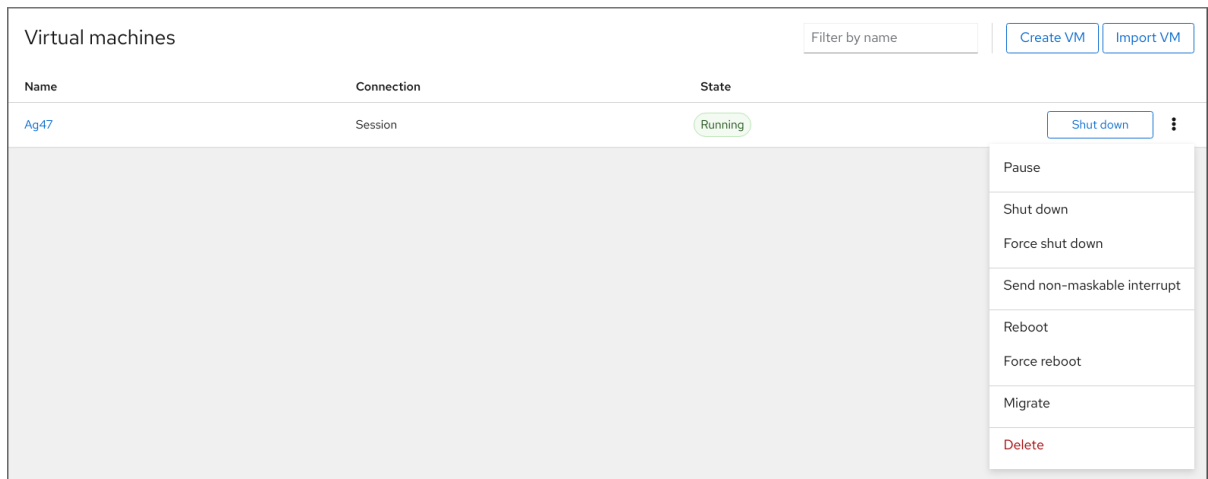 Virtual machines
Filter by name
Create VM
Import VM
Name Connection State
Ag47 Session Running Shut down
Pause
Shut down
Force shut down
Send non-maskable interrupt
Reboot
Force reboot
Migrate
Delete